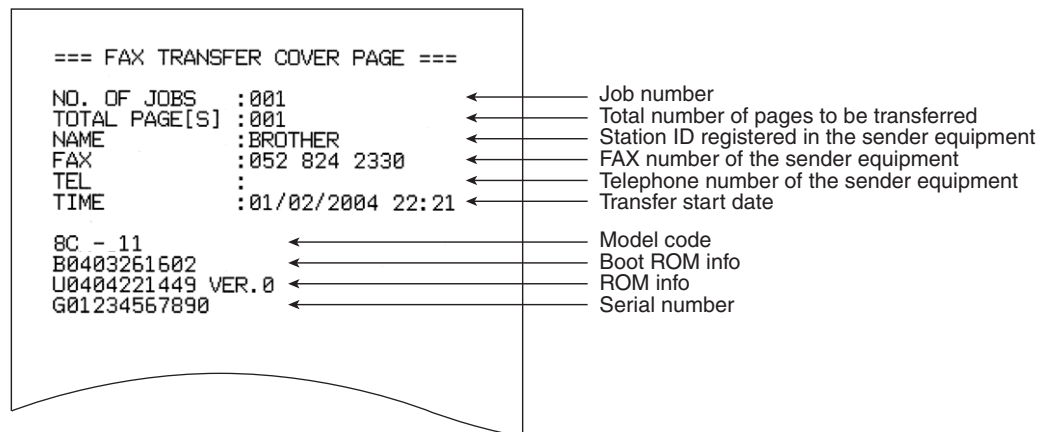 === FAX TRANSFER COVER PAGE ===
NO. OF JOBS :001 Job number
TOTAL PAGE[S] :001 Total number of pages to be transferred
NAME :BROTHER Station ID registered in the sender equipment
FAX :052 824 2330 FAX number of the sender equipment
TEL : Telephone number of the sender equipment
TIME :01/02/2004 22:21 Transfer start date
8C - 11 Model code
B0403261602 Boot ROM info
U0404221449 VER.0 ROM info
G01234567890 Serial number